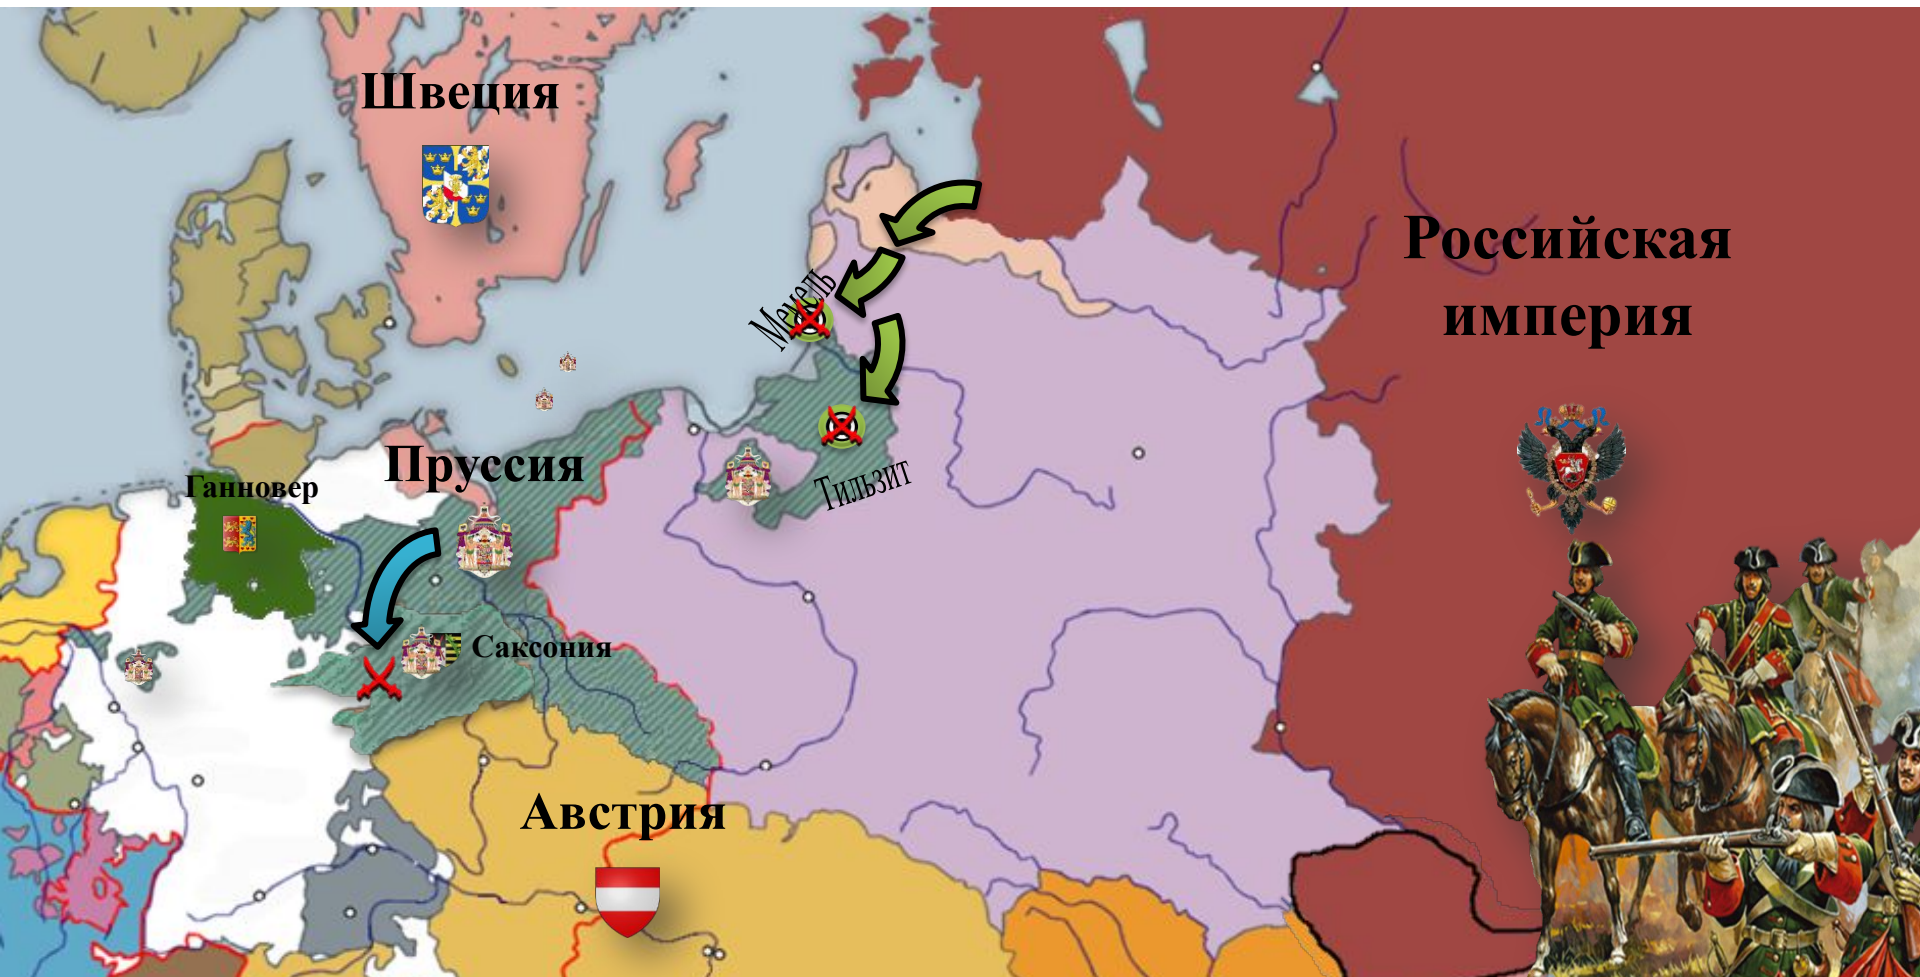 Швеция
Российская
империя
Мемель
Пруссия
Ганновер
Тильзит
Саксония
Австрия